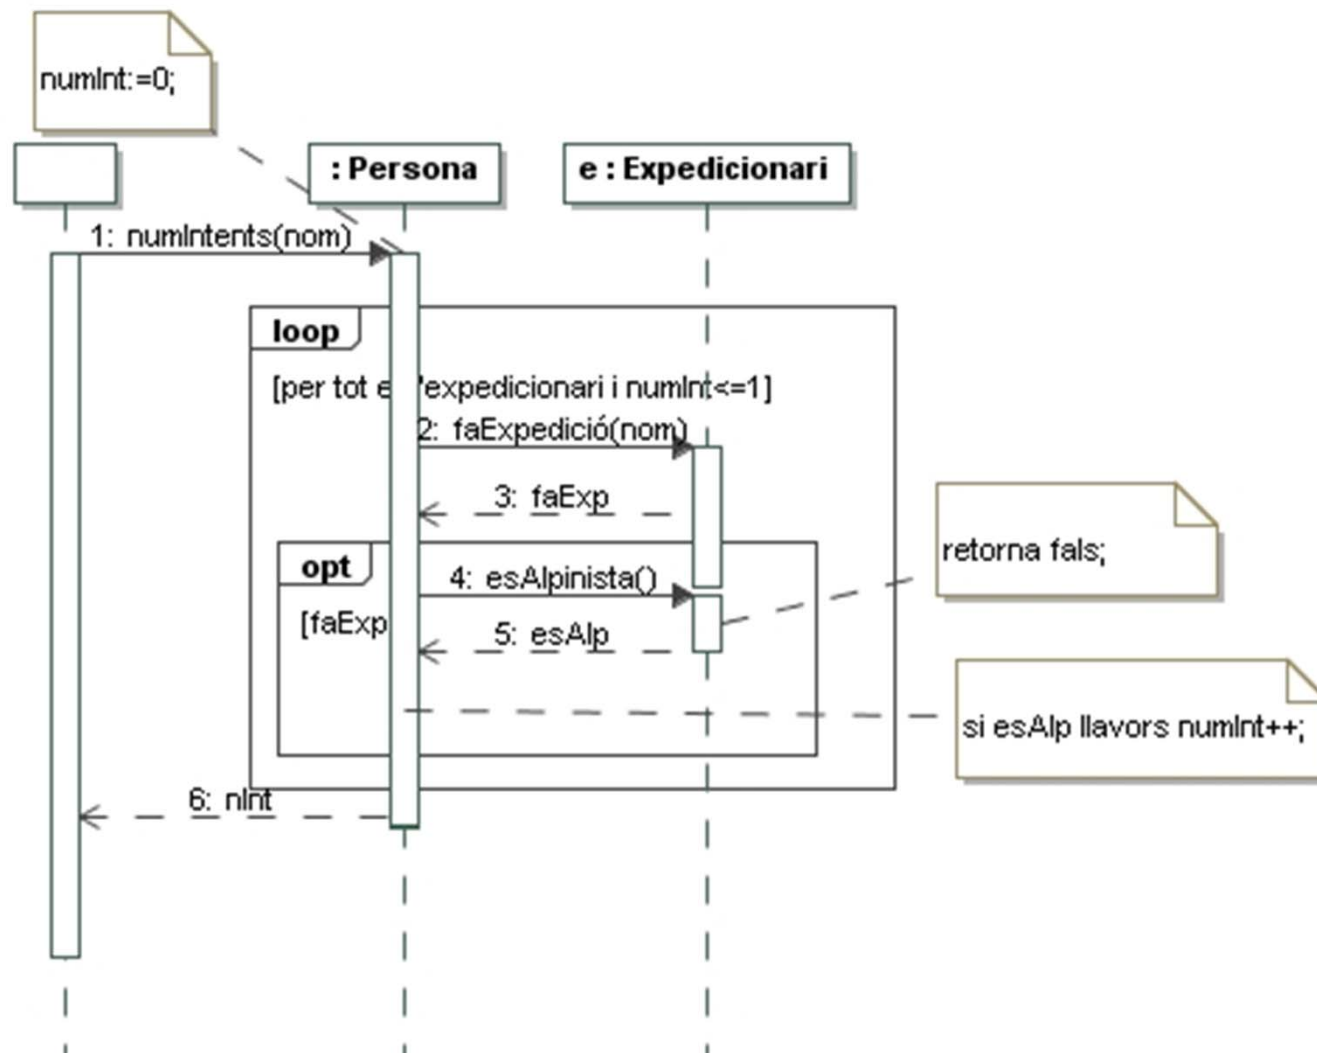 numInt:=0;
: Persona
e : Expedicionari
1: numIntents(nom)
loop
[per tot e 'expedicionari i numInt<=1]
2: faExpedició(nom)
3: faExp
opt
4: esAlpinista()
[faExp
5: esAlp
retorna fals;
si esAlp llavors numInt++;
6: nInt